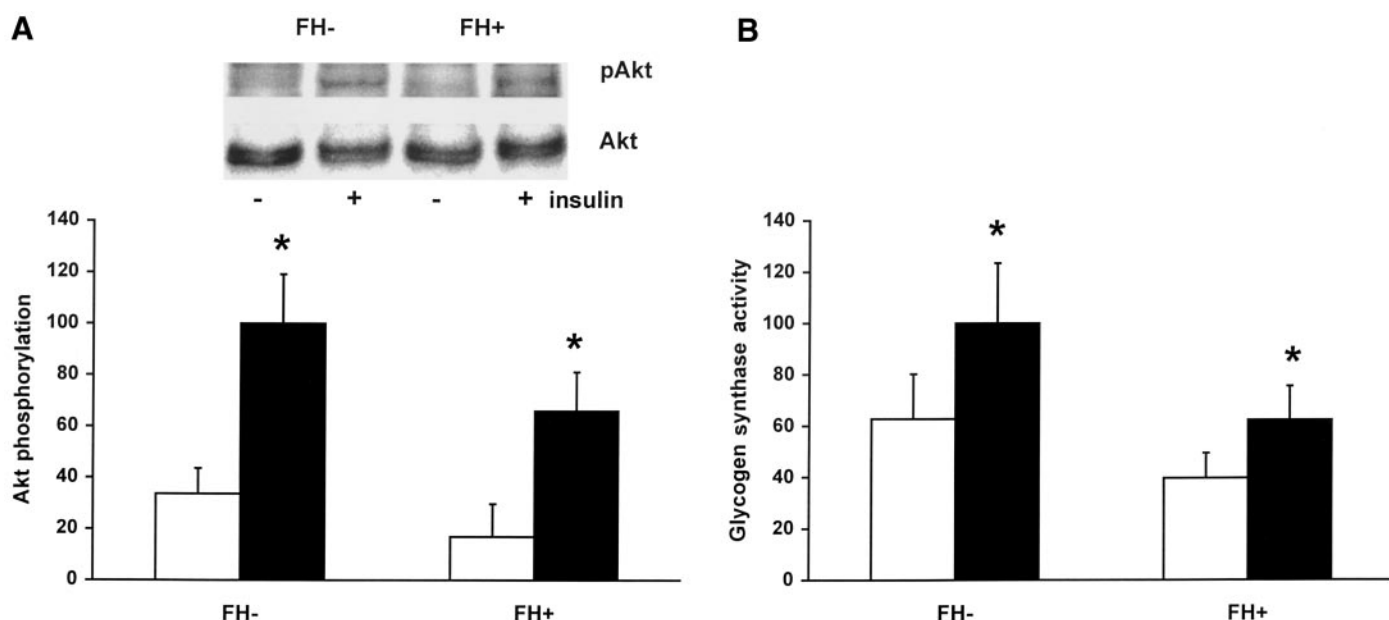 A
FH- FH+
pAkt
Akt
- + - + insulin
Akt phosphorylation
140
120
100
80
60
40
20
0
*
*
FH- FH+
B
Glycogen synthase activity
140
120
100
80
60
40
20
0
*
*
FH- FH+